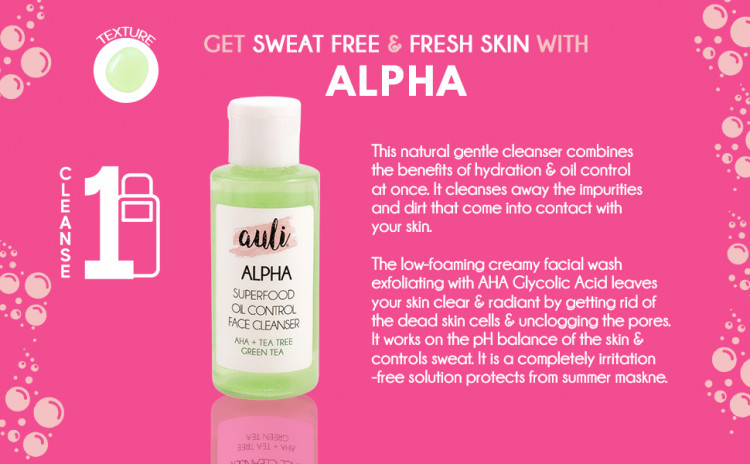 TEXTURE
GET SWEAT FREE & FRESH SKIN WITH
ALPHA
CLEANSE
1
auli
ALPHA
SUPERFOOD
OIL CONTROL
FACE CLEANSER
AHA + TEA TREE
GREEN TEA
This natural gentle cleanser combines
the benefits of hydration & oil control
at once. It cleanses away the impurities
and dirt that come into contact with
your skin.
The low-foaming creamy facial wash
exfoliating with AHA Glycolic Acid leaves
your skin clear & radiant by getting rid of
the dead skin cells & unclogging the pores.
It works on the pH balance of the skin &
controls sweat. It is a completely irritation
-free solution protects from summer maskne.